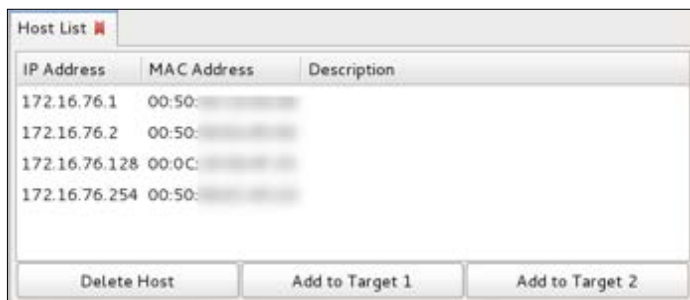 Host List
IP Address MAC Address Description
172.16.76.1 00:50:
172.16.76.2 00:50:
172.16.76.128 00:0C:
172.16.76.254 00:50:
Delete Host Add to Target 1 Add to Target 2